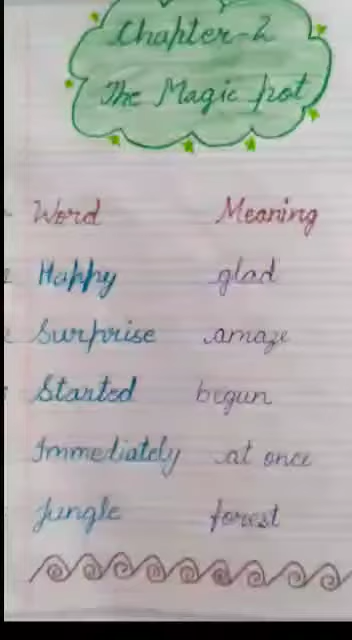 Chapter-2
The Magic pot
Word Meaning
Happy glad
Surprise amaze
Started begun
Immediately at once
Jungle forest